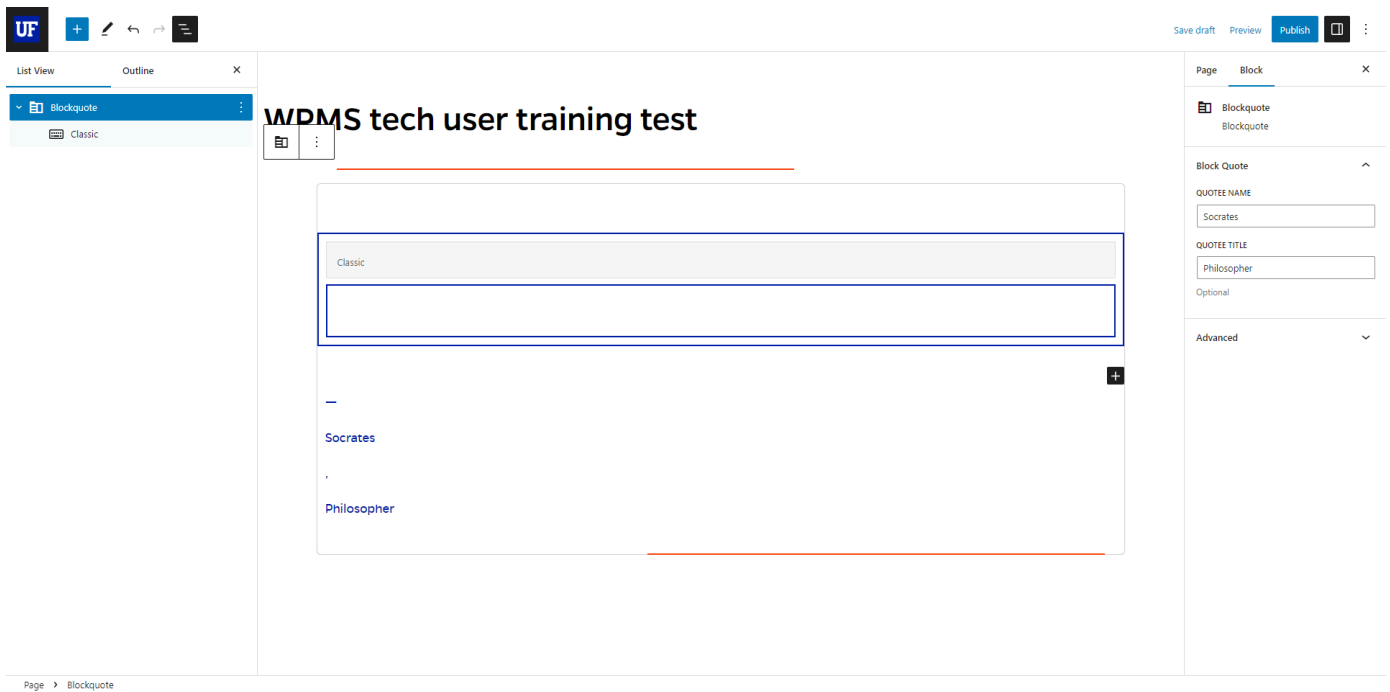 UF
Save draft Preview Publish
List View Outline
Page Block
Blockquote
Classic
WPMS tech user training test
Classic
—
Socrates
,
Philosopher
Blockquote
Blockquote
Block Quote
QUOTEE NAME
Socrates
QUOTEE TITLE
Philosopher
Optional
Advanced
Page > Blockquote